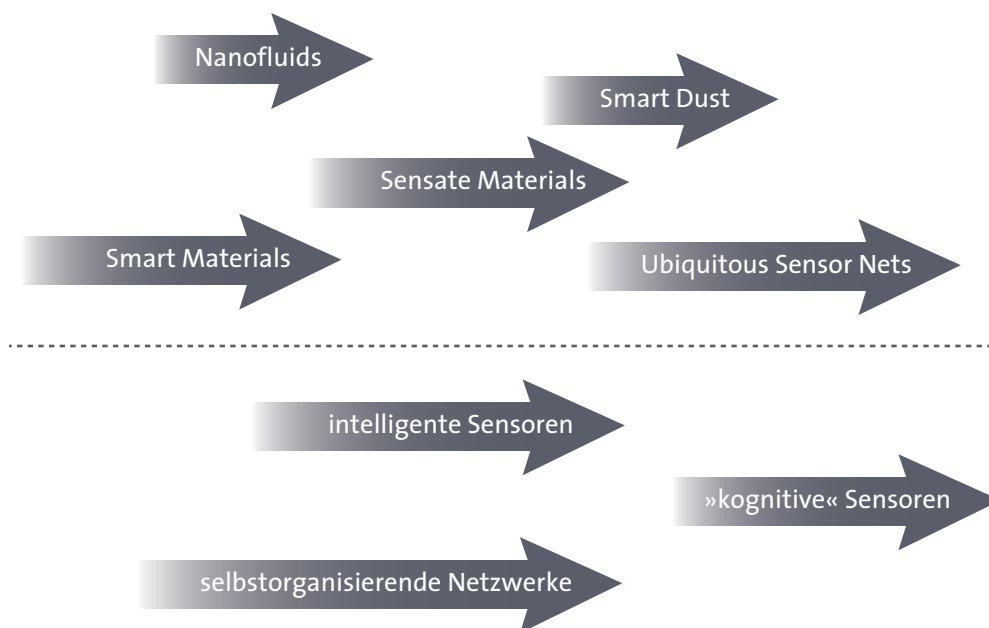 Nanofluids
Smart Dust
Sensate Materials
Smart Materials
Ubiquitous Sensor Nets
intelligente Sensoren
»kognitive« Sensoren
selbstorganisierende Netzwerke